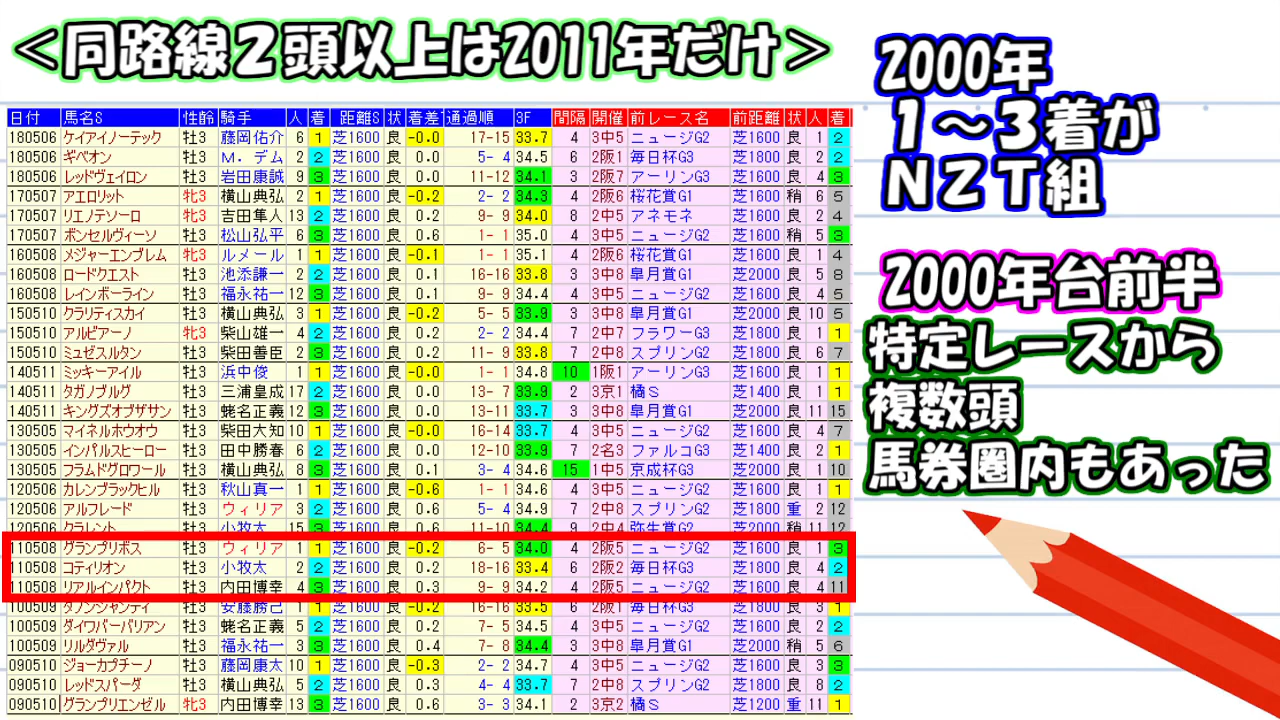 ＜同路線２頭以上は2011年だけ＞
2000年
１～３着が
ＮＺＴ組
2000年台前半
特定レースから
複数頭
馬券圏内もあった
日付 馬名S 性齢 騎手 人 着 距離S 状 着差 通過順 3F 間隔 開催 前レース名 前距離 状 人 着
180506 ケイアイノーテック 牡3 藤岡佑介 6 1 芝1600 良 -0.0 17-15 33.7 4 3中5 ニュージG2 芝1600 良 1 2
180506 ギベオン 牡3 Ｍ．デム 2 2 芝1600 良 0.0 5- 4 34.5 6 2阪1 毎日杯G3 芝1800 良 2 2
180506 レッドヴェイロン 牡3 岩田康誠 9 3 芝1600 良 0.0 11-12 34.1 3 2阪7 アーリンG3 芝1600 良 4 3
170507 アエロリット 牝3 横山典弘 2 1 芝1600 良 -0.2 2- 2 34.3 4 2阪6 桜花賞G1 芝1600 稍 6 5
170507 リエノテソーロ 牝3 吉田隼人 13 2 芝1600 良 0.2 9- 9 34.0 8 2中5 アネモネ 芝1600 良 2 4
170507 ボンセルヴィーソ 牡3 松山弘平 6 3 芝1600 良 0.6 1- 1 35.0 4 3中5 ニュージG2 芝1600 稍 5 3
160508 メジャーエンブレム 牝3 ルメール 1 1 芝1600 良 -0.1 1- 1 35.1 4 2阪6 桜花賞G1 芝1600 良 1 4
160508 ロードクエスト 牡3 池添謙一 2 2 芝1600 良 0.1 16-16 33.8 3 3中8 皐月賞G1 芝2000 良 5 8
160508 レインボーライン 牡3 福永祐一 12 3 芝1600 良 0.1 9- 9 34.4 4 3中5 ニュージG2 芝1600 良 4 5
150510 クラリティスカイ 牡3 横山典弘 3 1 芝1600 良 -0.2 5- 5 33.9 3 3中8 皐月賞G1 芝2000 良 10 5
150510 アルビアーノ 牝3 柴山雄一 4 2 芝1600 良 0.2 2- 2 34.4 7 2中7 フラワーG3 芝1800 良 1 1
150510 ミュゼスルタン 牡3 柴田善臣 2 3 芝1600 良 0.2 11- 9 33.8 7 2中8 スプリンG2 芝1800 良 6 7
140511 ミッキーアイル 牡3 浜中俊 1 1 芝1600 良 -0.0 1- 1 34.8 10 1阪1 アーリンG3 芝1600 良 1 1
140511 タガノブルグ 牡3 三浦皇成 17 2 芝1600 良 0.0 13- 7 33.9 2 3京1 橘Ｓ 芝1400 良 1 1
140511 キングズオブザサン 牡3 蛯名正義 12 3 芝1600 良 0.0 13-11 33.7 3 3中8 皐月賞G1 芝2000 良 11 15
130505 マイネルホウオウ 牡3 柴田大知 10 1 芝1600 良 -0.0 16-14 33.7 4 3中5 ニュージG2 芝1600 良 4 7
130505 インパルスヒーロー 牡3 田中勝春 6 2 芝1600 良 0.0 12-10 33.9 7 2名3 ファルコG3 芝1400 良 2 1
130505 フラムドグロワール 牡3 横山典弘 8 3 芝1600 良 0.1 3- 4 34.6 15 1中5 京成杯G3 芝2000 良 1 10
120506 カレンブラックヒル 牡3 秋山真一 1 1 芝1600 良 -0.6 1- 1 34.6 4 3中5 ニュージG2 芝1600 良 1 1
120506 アルフレード 牡3 ウィリア 3 2 芝1600 良 0.6 5- 4 34.9 7 2中8 スプリンG2 芝1800 重 2 12
120506 クラレント 牡3 小牧太 15 3 芝1600 良 0.6 11-10 34.4 9 2中4 弥生賞G2 芝2000 稍 11 12
110508 グランプリボス 牡3 ウィリア 1 1 芝1600 良 -0.2 6- 5 34.0 4 2阪5 ニュージG2 芝1600 良 1 3
110508 コティリオン 牡3 小牧太 2 2 芝1600 良 0.2 18-16 33.4 6 2阪2 毎日杯G3 芝1800 良 4 2
110508 リアルインパクト 牡3 内田博幸 4 3 芝1600 良 0.3 9- 9 34.2 4 2阪5 ニュージG2 芝1600 良 4 11
100509 ダノンシャンティ 牡3 安藤勝己 1 1 芝1600 良 -0.2 16-16 33.5 6 2阪1 毎日杯G3 芝1800 良 3 1
100509 ダイワバーバリアン 牡3 蛯名正義 5 2 芝1600 良 0.2 7- 5 34.5 4 3中5 ニュージG2 芝1600 良 2 2
100509 リルダヴァル 牡3 福永祐一 3 3 芝1600 良 0.4 7- 8 34.4 3 3中8 皐月賞G1 芝2000 稍 5 6
090510 ジョーカプチーノ 牡3 藤岡康太 10 1 芝1600 良 -0.3 2- 2 34.7 4 3中5 ニュージG2 芝1600 良 3 3
090510 レッドスパーダ 牡3 横山典弘 5 2 芝1600 良 0.3 4- 4 33.7 7 2中8 スプリンG2 芝1800 良 8 2
090510 グランプリエンゼル 牝3 内田博幸 13 3 芝1600 良 0.6 3- 3 34.1 2 3京2 橘Ｓ 芝1200 重 11 1